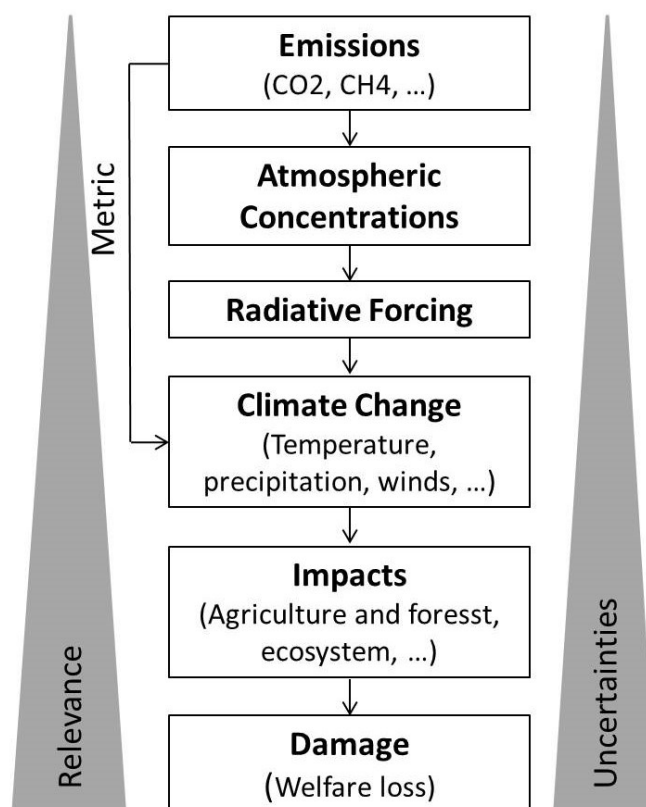 Emissions
(CO2, CH4, …)
Metric
Atmospheric
Concentrations
Radiative Forcing
Climate Change
(Temperature,
precipitation, winds, …)
Impacts
(Agriculture and foresst,
ecosystem, …)
Damage
(Welfare loss)
Relevance
Uncertainties